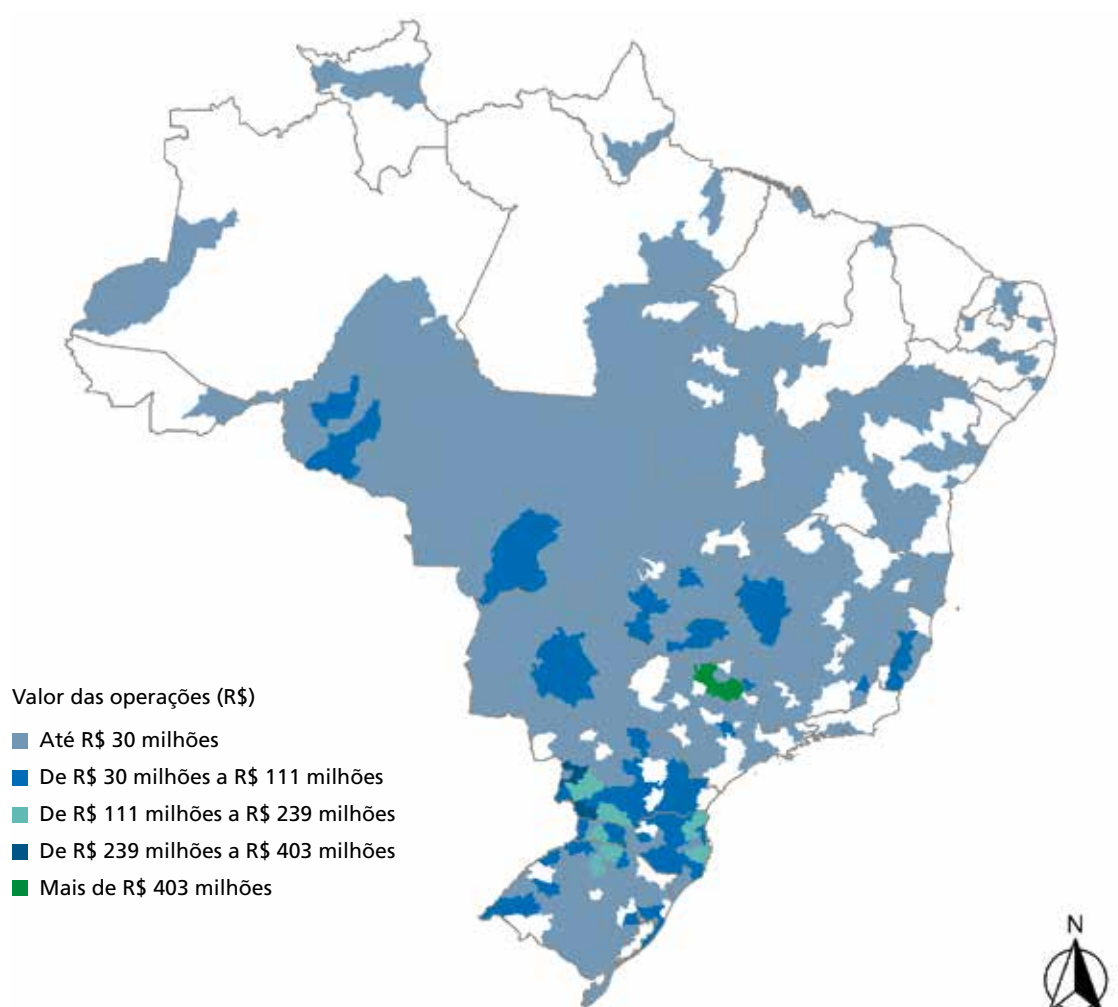 Valor das operações (R$)
Até R$ 30 milhões
De R$ 30 milhões a R$ 111 milhões
De R$ 111 milhões a R$ 239 milhões
De R$ 239 milhões a R$ 403 milhões
Mais de R$ 403 milhões
N